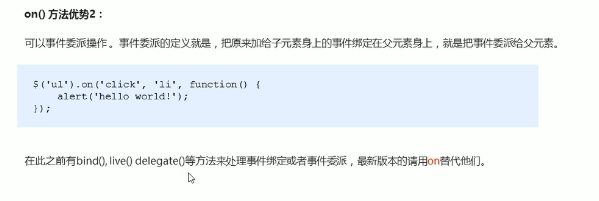 on() 方法优势2：
可以事件委派操作 。事件委派的定义就是，把原来加给子元素身上的事件绑定在父元素身上，就是把事件委派给父元素。
$('ul').on('click', 'li', function() {
    alert('hello world!');
});
在此之前有bind(), live() delegate()等方法来处理事件绑定或者事件委派，最新版本的请用on替代他们。